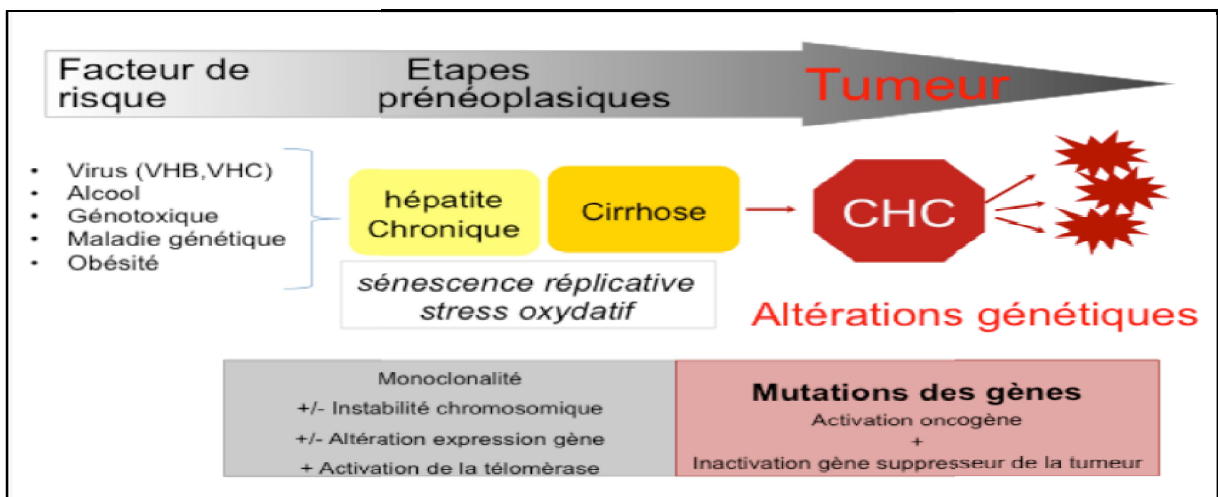 Facteur de
risque
Etapes
prénéoplasiques
Tumeur
• Virus (VHB,VHC)
• Alcool
• Génotoxique
• Maladie génétique
• Obésité
hépatite
Chronique
Cirrhose
CHC
sénescence réplicative
stress oxydatif
Altérations génétiques
Monoclonalité
+/- Instabilité chromosomique
+/- Altération expression gène
+ Activation de la télomèrase
Mutations des gènes
Activation oncogène
+
Inactivation gène suppresseur de la tumeur